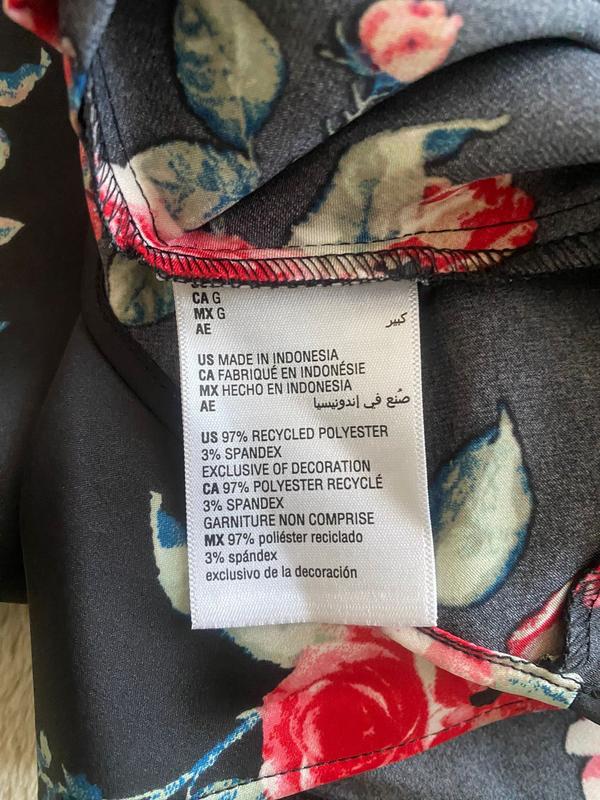 CA G
MX G
AE كبير
US MADE IN INDONESIA
CA FABRIQUÉ EN INDONÉSIE
MX HECHO EN INDONESIA
AE صُنع في إندونيسيا
US 97% RECYCLED POLYESTER
3% SPANDEX
EXCLUSIVE OF DECORATION
CA 97% POLYESTER RECYCLÉ
3% SPANDEX
GARNITURE NON COMPRISE
MX 97% poliéster reciclado
3% spándex
exclusivo de la decoración